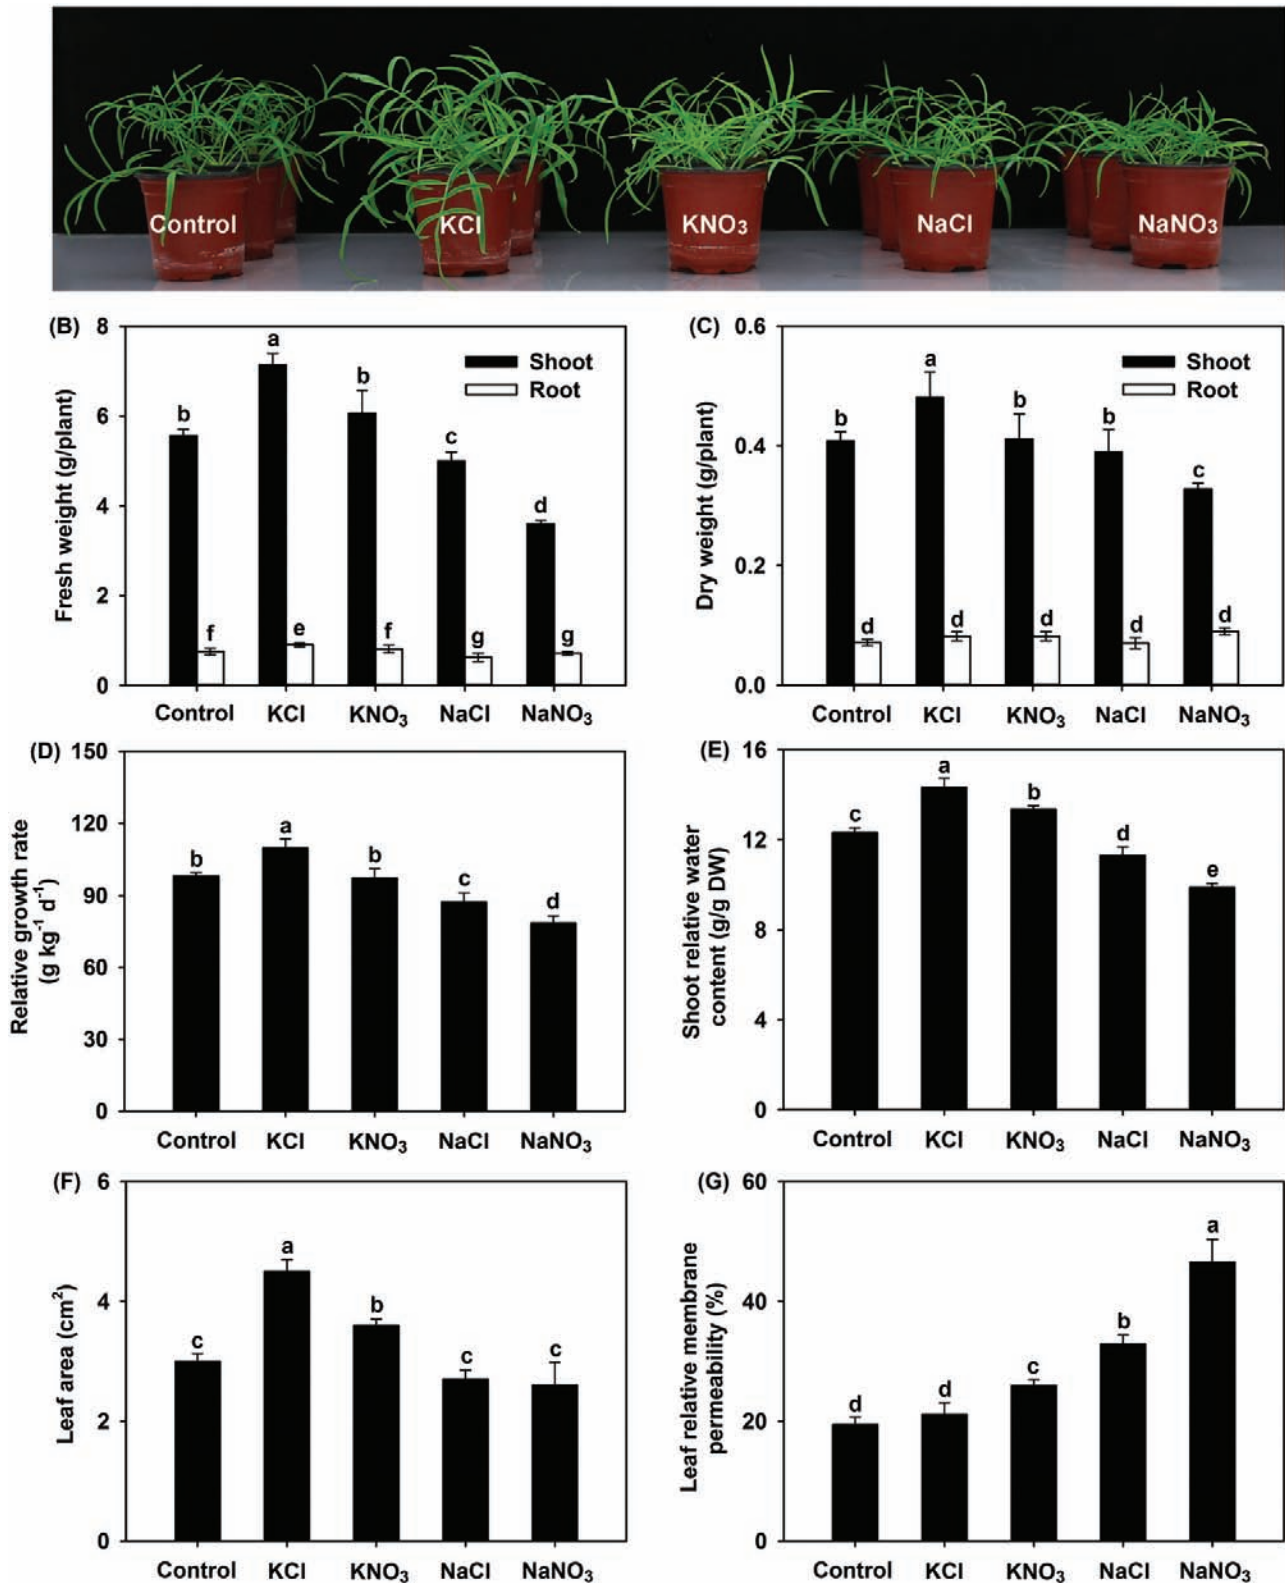 Control KCl KNO₃ NaCl NaNO₃
(B)
Fresh weight (g/plant)
8
6
4
2
0
Shoot
Root
b a b c d
f e f g g
Control KCl KNO₃ NaCl NaNO₃
(C)
Dry weight (g/plant)
0.6
0.4
0.2
0.0
Shoot
Root
b a b b c
d d d d d
Control KCl KNO₃ NaCl NaNO₃
(D)
Relative growth rate
(g kg⁻¹ d⁻¹)
150
120
90
60
30
0
b a b c d
Control KCl KNO₃ NaCl NaNO₃
(E)
Shoot relative water
content (g/g DW)
16
12
8
4
0
c a b d e
Control KCl KNO₃ NaCl NaNO₃
(F)
Leaf area (cm²)
6
4
2
0
c a b c c
Control KCl KNO₃ NaCl NaNO₃
(G)
Leaf relative membrane
permeability (%)
60
40
20
0
d d c b a
Control KCl KNO₃ NaCl NaNO₃